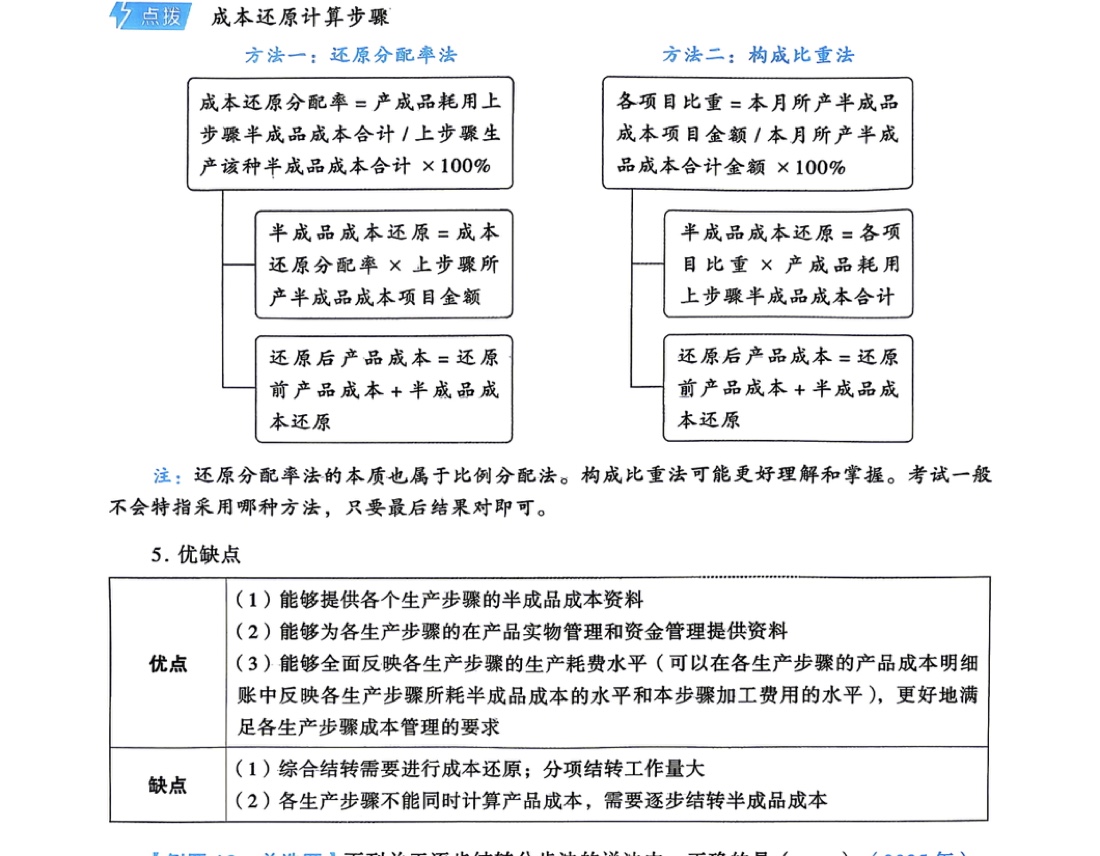 点拨 成本还原计算步骤
方法一：还原分配率法
成本还原分配率=产成品耗用上
步骤半成品成本合计/上步骤生
产该种半成品成本合计×100%
半成品成本还原=成本
还原分配率×上步骤所
产半成品成本项目金额
还原后产品成本=还原
前产品成本+半成品成
本还原
方法二：构成比重法
各项目比重=本月所产半成品
成本项目金额/本月所产半成
品成本合计金额×100%
半成品成本还原=各项
目比重×产成品耗用
上步骤半成品成本合计
还原后产品成本=还原
前产品成本+半成品成
本还原
注：还原分配率法的本质也属于比例分配法。构成比重法可能更好理解和掌握。考试一般
不会特指采用哪种方法，只要最后结果对即可。
5. 优缺点
优点
（1）能够提供各个生产步骤的半成品成本资料
（2）能够为各生产步骤的在产品实物管理和资金管理提供资料
（3）能够全面反映各生产步骤的生产耗费水平（可以在各生产步骤的产品成本明细
账中反映各生产步骤所耗半成品成本的水平和本步骤加工费用的水平），更好地满
足各生产步骤成本管理的要求
缺点
（1）综合结转需要进行成本还原；分项结转工作量大
（2）各生产步骤不能同时计算产品成本，需要逐步结转半成品成本